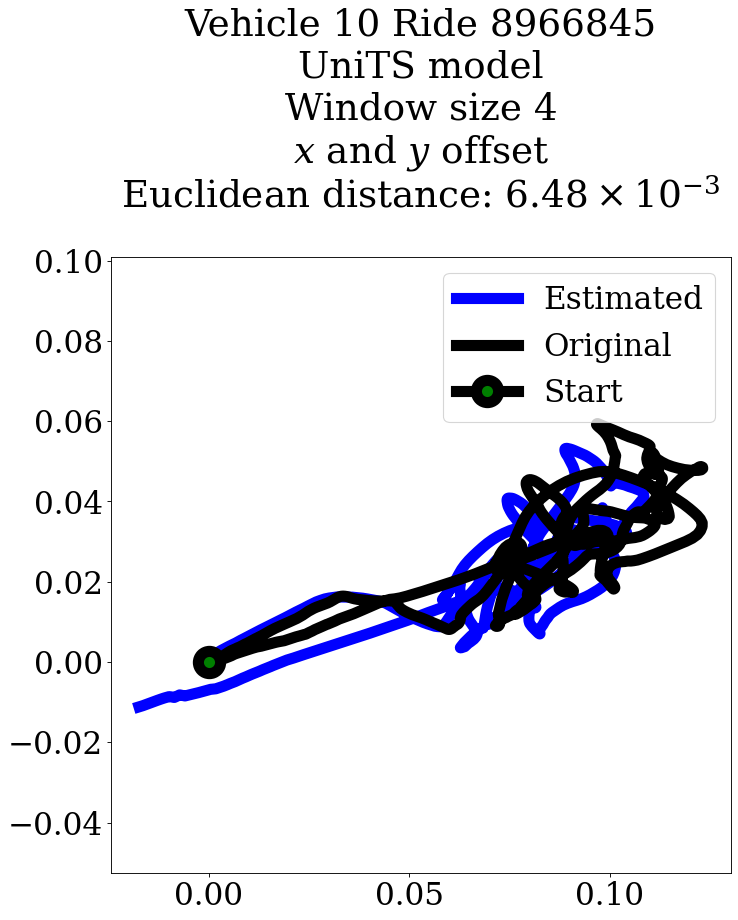 Vehicle 10 Ride 8966845
UniTS model
Window size 4
x and y offset
Euclidean distance: 6.48 × 10⁻³
0.10
0.08
0.06
0.04
0.02
0.00
−0.02
−0.04
Estimated
Original
Start
0.00 0.05 0.10